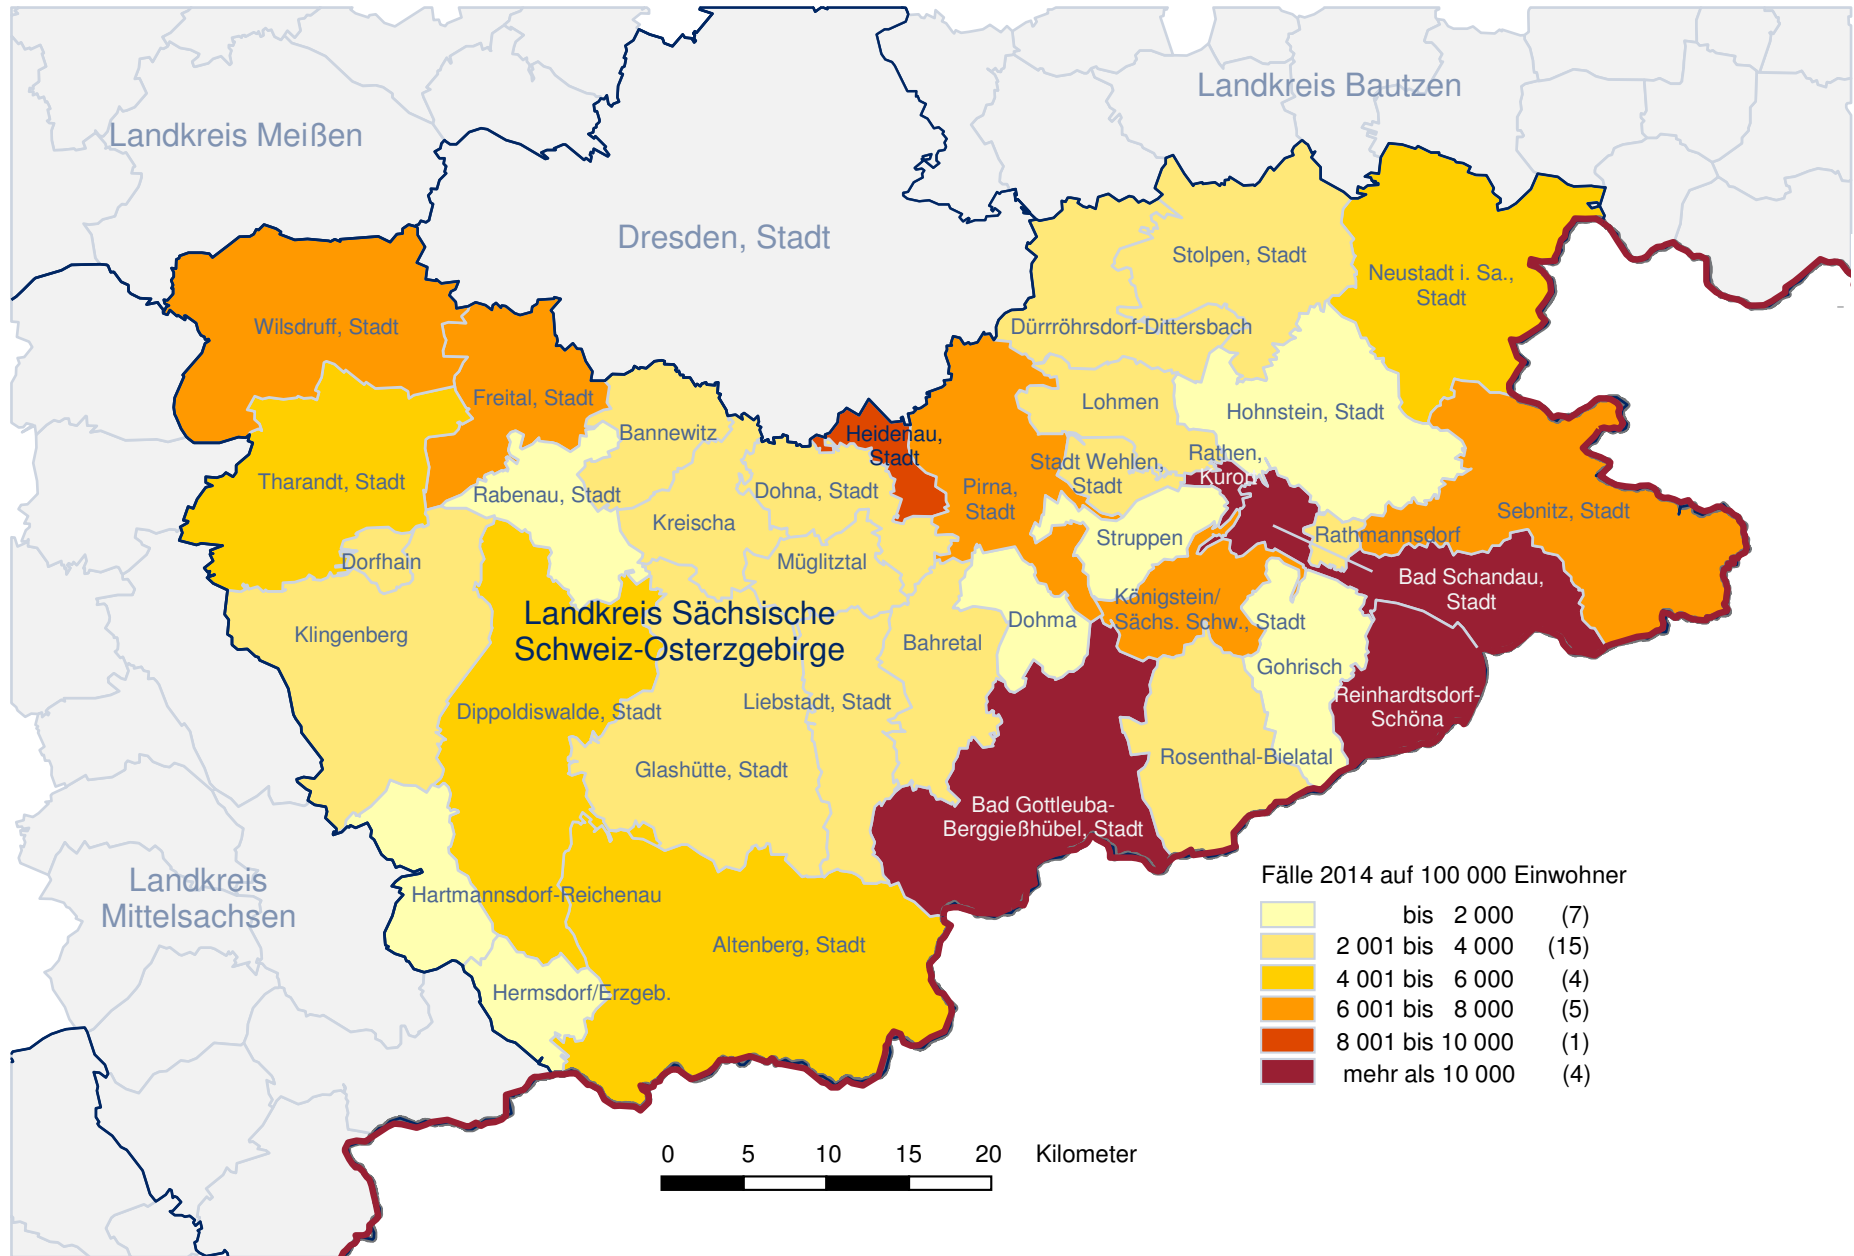 Landkreis Bautzen
Landkreis Meißen
Dresden, Stadt
Stolpen, Stadt
Neustadt i. Sa.,
Stadt
Wilsdruff, Stadt
Dürrröhrsdorf-Dittersbach
Freital, Stadt
Lohmen
Hohnstein, Stadt
Bannewitz
Heidenau,
Stadt
Rathen,
Kurort
Stadt Wehlen,
Stadt
Tharandt, Stadt
Rabenau, Stadt
Dohna, Stadt
Pirna,
Stadt
Sebnitz, Stadt
Kreischa
Struppen
Rathmannsdorf
Dorfhain
Müglitztal
Bad Schandau,
Stadt
Königstein/
Sächs. Schw., Stadt
Landkreis Sächsische
Schweiz-Osterzgebirge
Klingenberg
Dohma
Bahretal
Gohrisch
Reinhardtsdorf-
Schöna
Liebstadt, Stadt
Dippoldiswalde, Stadt
Rosenthal-Bielatal
Glashütte, Stadt
Bad Gottleuba-
Berggießhübel, Stadt
Landkreis
Mittelsachsen
Hartmannsdorf-Reichenau
Altenberg, Stadt
Hermsdorf/Erzgeb.
Fälle 2014 auf 100 000 Einwohner
bis 2 000 (7)
2 001 bis 4 000 (15)
4 001 bis 6 000 (4)
6 001 bis 8 000 (5)
8 001 bis 10 000 (1)
mehr als 10 000 (4)
0 5 10 15 20 Kilometer